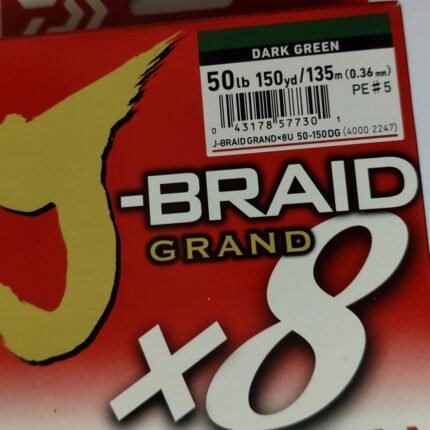 DARK GREEN
50lb 150yd/135m (0.36mm)
PE#5
0 43178 57730 1
J-BRAID GRAND×8U 50-150DG (4000 2247)
J-BRAID
GRAND
×8